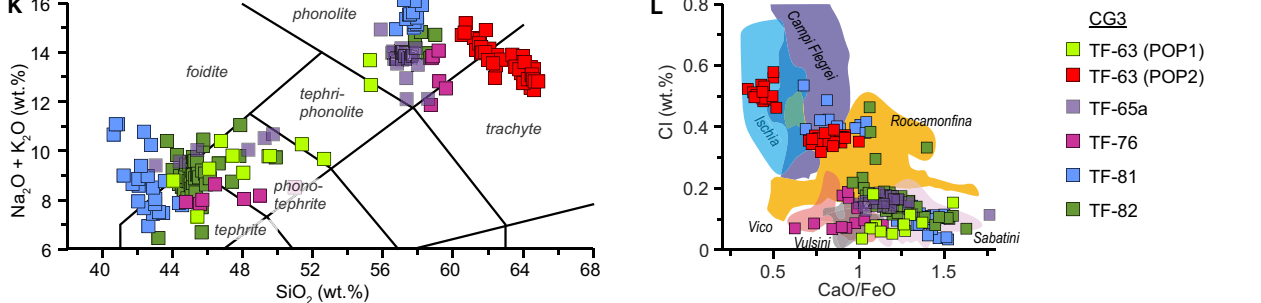 K
16
14
12
10
8
6
Na2O + K2O (wt.%)
phonolite
foidite
tephri-
phonolite
trachyte
phono-
tephrite
tephrite
40
44
48
52
56
60
64
68
SiO2 (wt.%)
L
0.8
0.6
0.4
0.2
0
Cl (wt.%)
Campi Flegrei
Ischia
Roccamonfina
Vico
Vulsini
Sabatini
0.5
1
1.5
CaO/FeO
CG3
TF-63 (POP1)
TF-63 (POP2)
TF-65a
TF-76
TF-81
TF-82